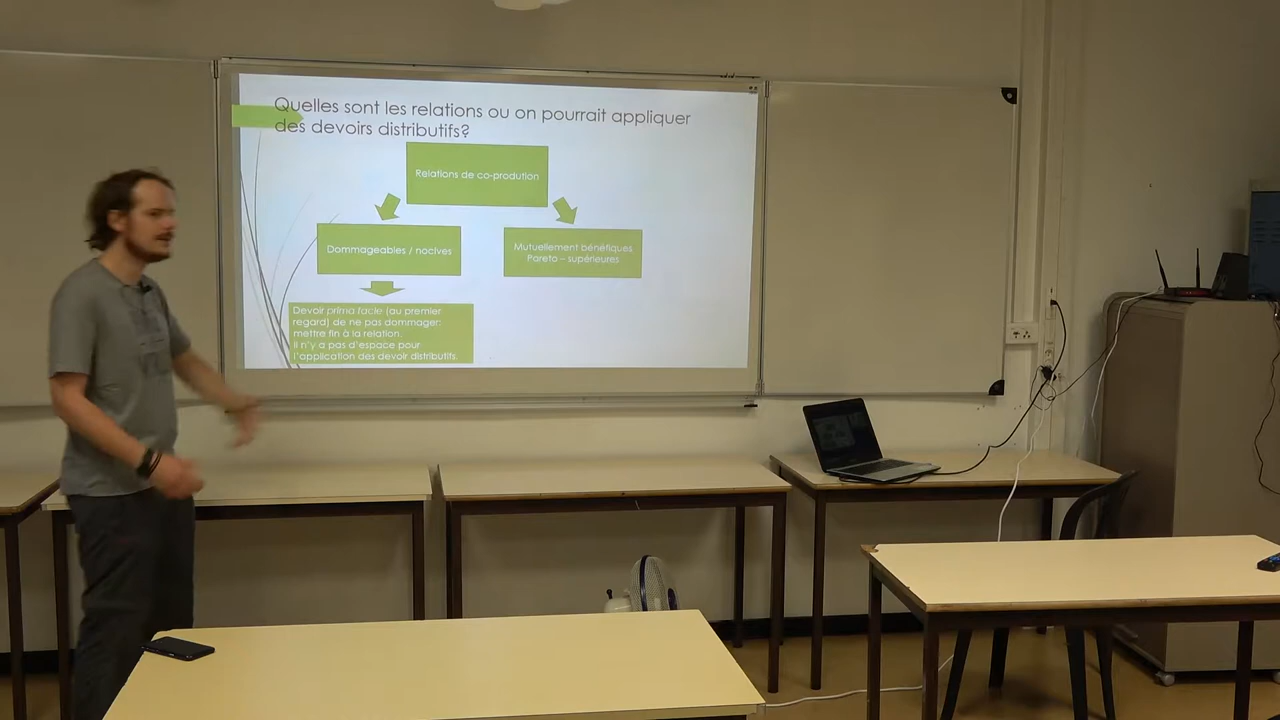 Quelles sont les relations ou on pourrait appliquer
des devoirs distributifs?
Relations de co-prodution
Dommageables / nocives
Mutuellement bénéfiques
Pareto – supérieures
Devoir prima facie (au premier
regard) de ne pas dommager:
mettre fin à la relation.
Il n'y a pas d'espace pour
l'application des devoir distributifs.